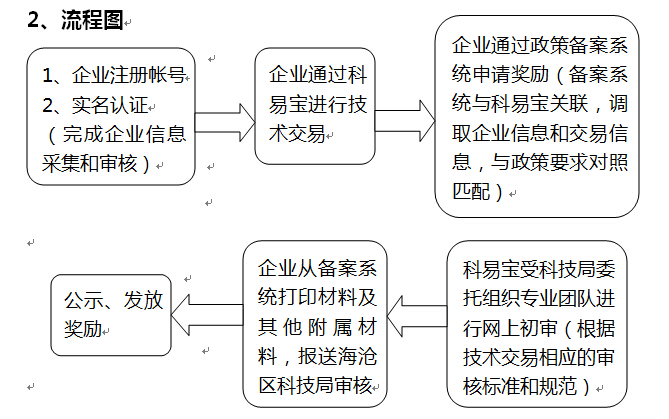 2、流程图
1、企业注册帐号
2、实名认证
（完成企业信息
采集和审核）
企业通过科
易宝进行技
术交易
企业通过政策备案系
统申请奖励（备案系
统与科易宝关联，调
取企业信息和交易信
息，与政策要求对照
匹配）
科易宝受科技局委
托组织专业团队进
行网上初审（根据
技术交易相应的审
核标准和规范）
企业从备案系
统打印材料及
其他附属材
料，报送海沧
区科技局审核
公示、发放
奖励